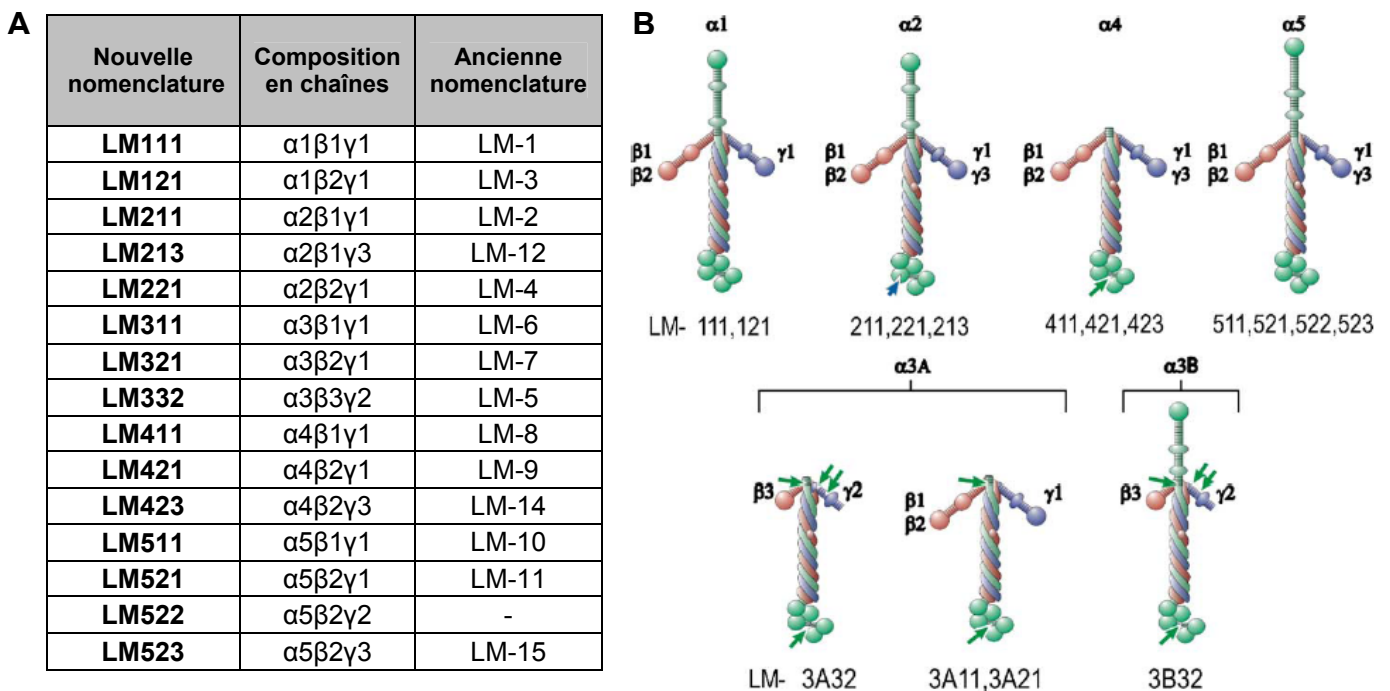 A
Nouvelle nomenclature Composition en chaînes Ancienne nomenclature
LM111 α1β1γ1 LM-1
LM121 α1β2γ1 LM-3
LM211 α2β1γ1 LM-2
LM213 α2β1γ3 LM-12
LM221 α2β2γ1 LM-4
LM311 α3β1γ1 LM-6
LM321 α3β2γ1 LM-7
LM332 α3β3γ2 LM-5
LM411 α4β1γ1 LM-8
LM421 α4β2γ1 LM-9
LM423 α4β2γ3 LM-14
LM511 α5β1γ1 LM-10
LM521 α5β2γ1 LM-11
LM522 α5β2γ2 -
LM523 α5β2γ3 LM-15
B
α1 α2 α4 α5
β1 γ1 β1 γ1 β1 γ1 β1 γ1
β2 β2 γ3 β2 γ3 β2 γ3
LM- 111,121 211,221,213 411,421,423 511,521,522,523
α3A α3B
β3 γ2 β1 γ1 β3 γ2
β2
LM- 3A32 3A11,3A21 3B32